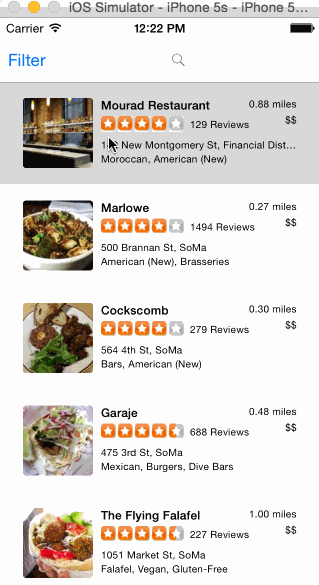 iOS Simulator - iPhone 5s - iPhone 5...
Carrier 12:22 PM
Filter
Mourad Restaurant 0.88 miles
129 Reviews $$
New Montgomery St, Financial Dist...
Moroccan, American (New)
Marlowe 0.27 miles
1494 Reviews $$
500 Brannan St, SoMa
American (New), Brasseries
Cockscomb 0.30 miles
279 Reviews $$
564 4th St, SoMa
Bars, American (New)
Garaje 0.48 miles
688 Reviews $$
475 3rd St, SoMa
Mexican, Burgers, Dive Bars
The Flying Falafel 1.00 miles
227 Reviews $$
1051 Market St, SoMa
Falafel, Vegan, Gluten-Free